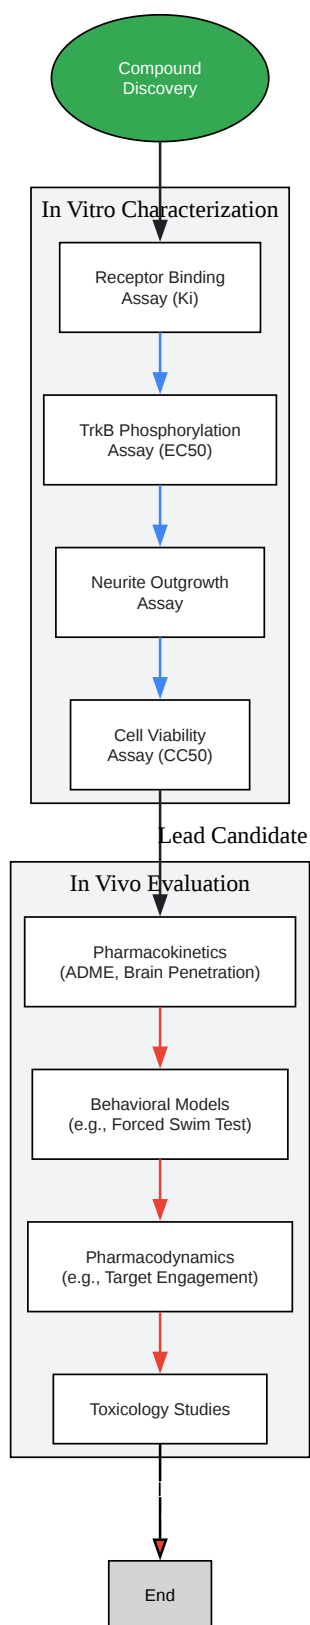 Compound
Discovery
In Vitro Characterization
Receptor Binding
Assay (Ki)
TrkB Phosphorylation
Assay (EC50)
Neurite Outgrowth
Assay
Cell Viability
Assay (CC50)
Lead Candidate
In Vivo Evaluation
Pharmacokinetics
(ADME, Brain Penetration)
Behavioral Models
(e.g., Forced Swim Test)
Pharmacodynamics
(e.g., Target Engagement)
Toxicology Studies
End